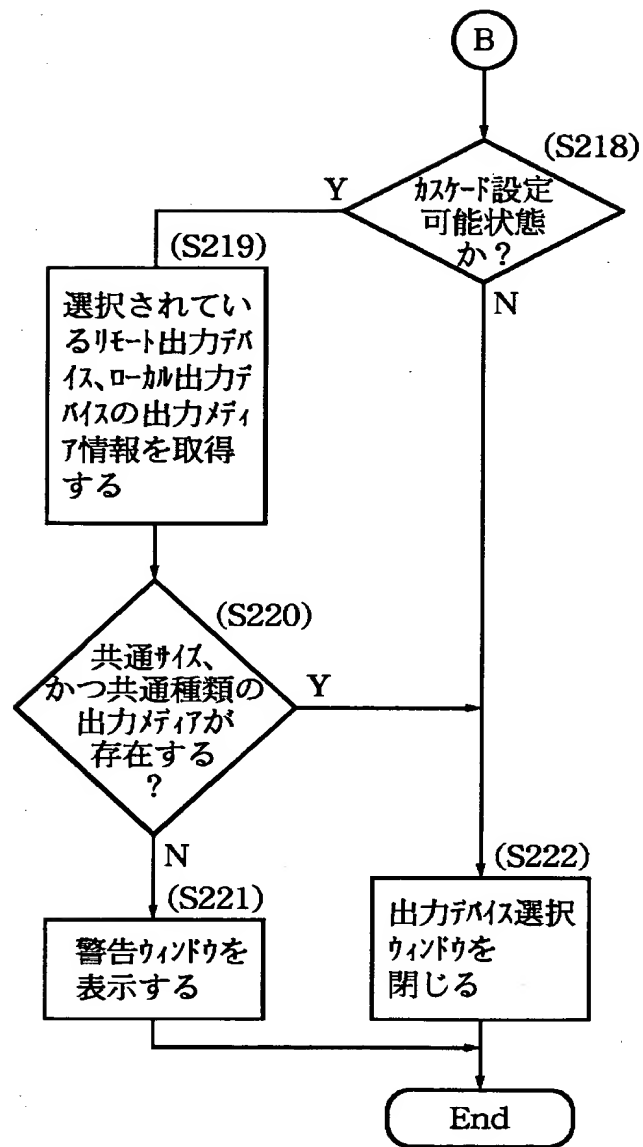 B
(S218)
Y
カスケード設定
可能状態
か？
N
(S219)
選択されてい
るリモート出力デバ
イス、ローカル出力デ
バイスの出力メディ
ア情報を取得
する
(S220)
共通サイズ、
かつ共通種類の
出力メディアが
存在する
？
Y
N
(S221)
警告ウィンドウを
表示する
(S222)
出力デバイス選択
ウィンドウを
閉じる
End